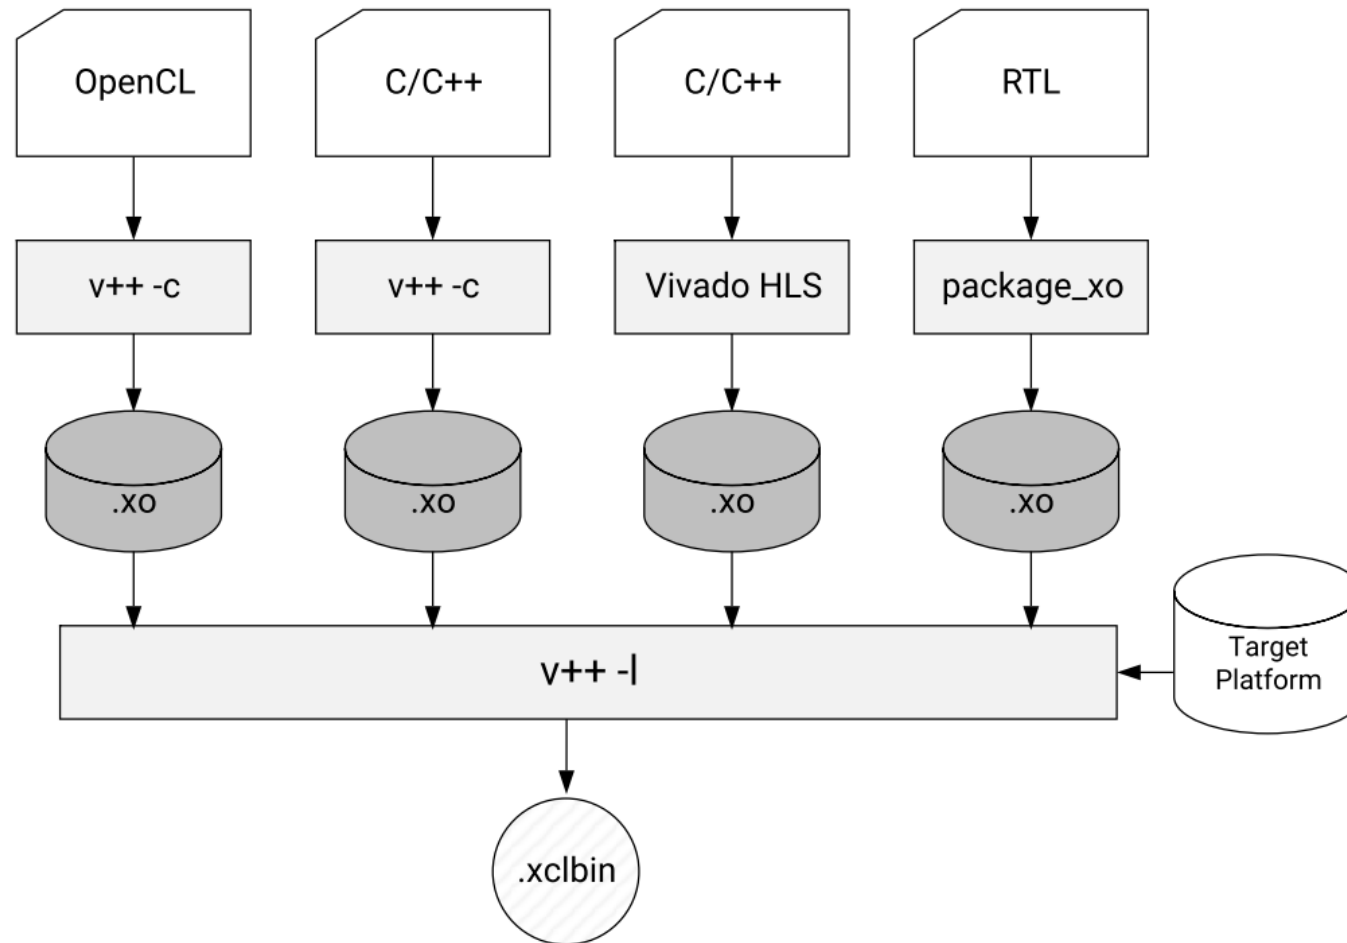 OpenCL
C/C++
C/C++
RTL
v++ -c
v++ -c
Vivado HLS
package_xo
.xo
.xo
.xo
.xo
Target
Platform
v++ -l
.xclbin